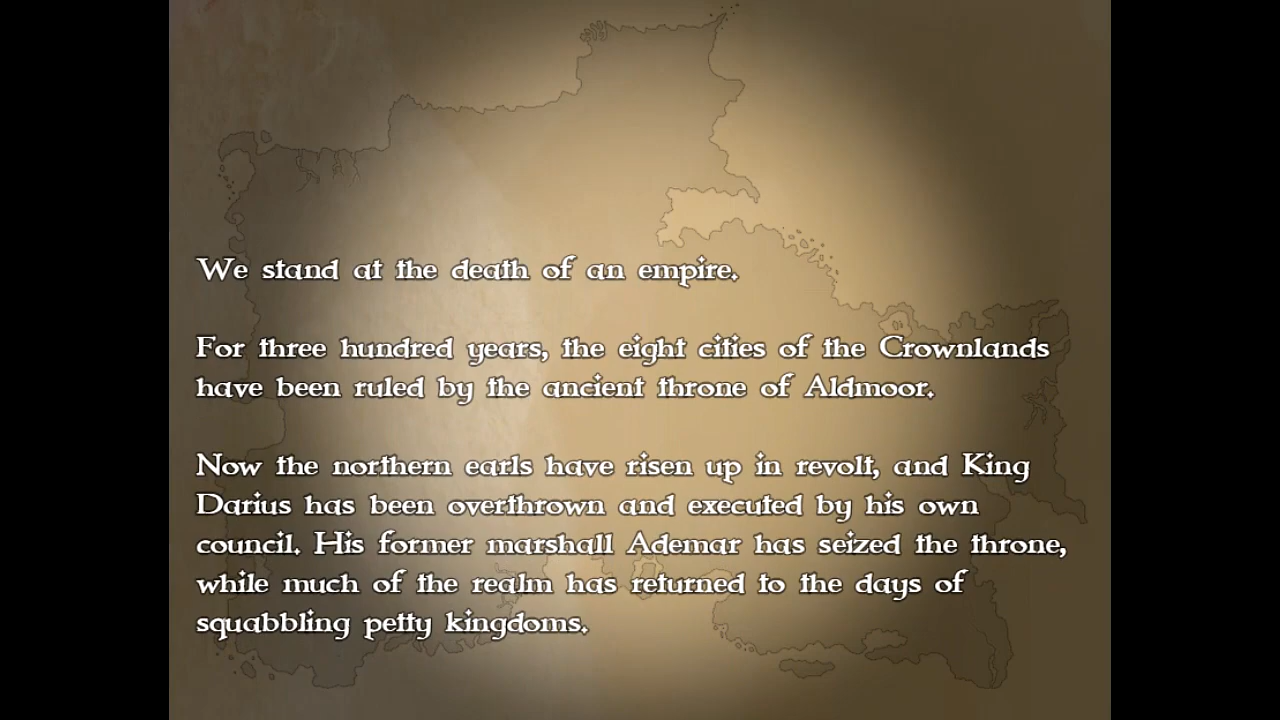 We stand at the death of an empire.
For three hundred years, the eight cities of the Crownlands
have been ruled by the ancient throne of Aldmoor.
Now the northern earls have risen up in revolt, and King
Darius has been overthrown and executed by his own
council. His former marshall Ademar has seized the throne,
while much of the realm has returned to the days of
squabbling petty kingdoms.